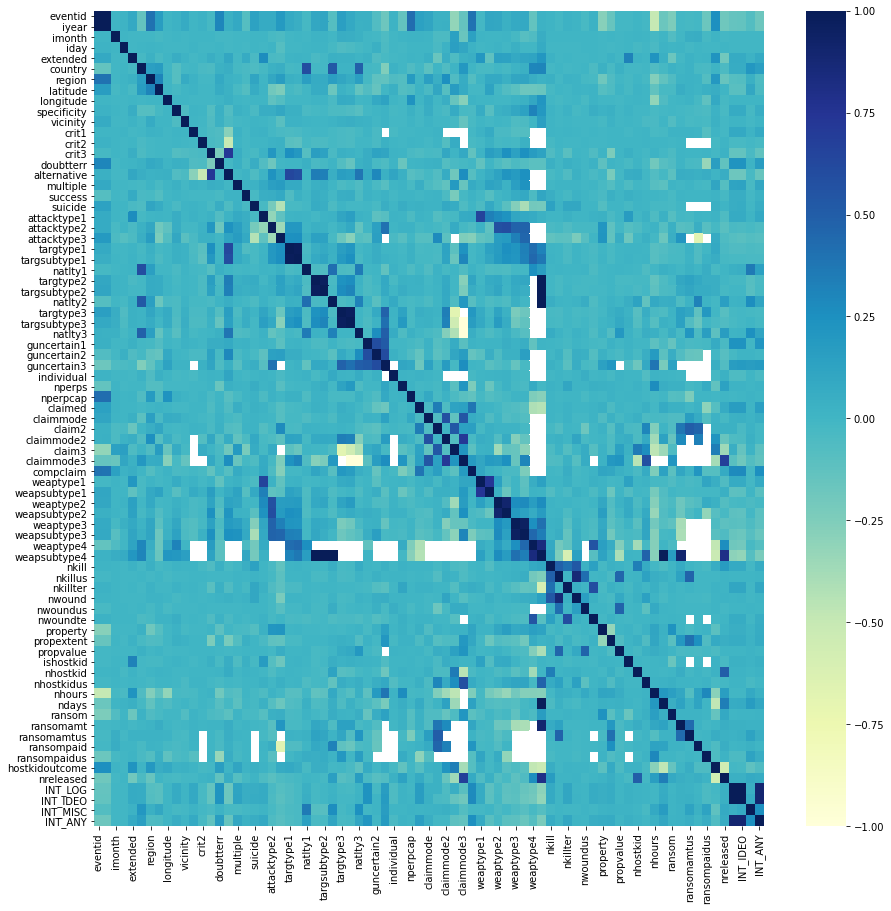 eventid
iyear
imonth
iday
extended
country
region
latitude
longitude
specificity
vicinity
crit1
crit2
crit3
doubtterr
alternative
multiple
success
suicide
attacktype1
attacktype2
attacktype3
targtype1
targsubtype1
natlty1
targtype2
targsubtype2
natlty2
targtype3
targsubtype3
natlty3
guncertain1
guncertain2
guncertain3
individual
nperps
nperpcap
claimed
claimmode
claim2
claimmode2
claim3
claimmode3
compclaim
weaptype1
weapsubtype1
weaptype2
weapsubtype2
weaptype3
weapsubtype3
weaptype4
weapsubtype4
nkill
nkillus
nkillter
nwound
nwoundus
nwoundte
property
propextent
propvalue
ishostkid
nhostkid
nhostkidus
nhours
ndays
ransom
ransomamt
ransomamtus
ransompaid
ransompaidus
hostkidoutcome
nreleased
INT_LOG
INT_IDEO
INT_MISC
INT_ANY
eventid
imonth
extended
region
longitude
vicinity
crit2
doubtterr
multiple
suicide
attacktype2
targtype1
natlty1
targsubtype2
targtype3
natlty3
guncertain2
individual
nperpcap
claimmode
claimmode2
claimmode3
weaptype1
weaptype2
weaptype3
weaptype4
nkill
nkillter
nwoundus
property
propvalue
nhostkid
nhours
ransom
ransomamtus
ransompaidus
nreleased
INT_IDEO
INT_ANY
1.00
0.75
0.50
0.25
0.00
−0.25
−0.50
−0.75
−1.00